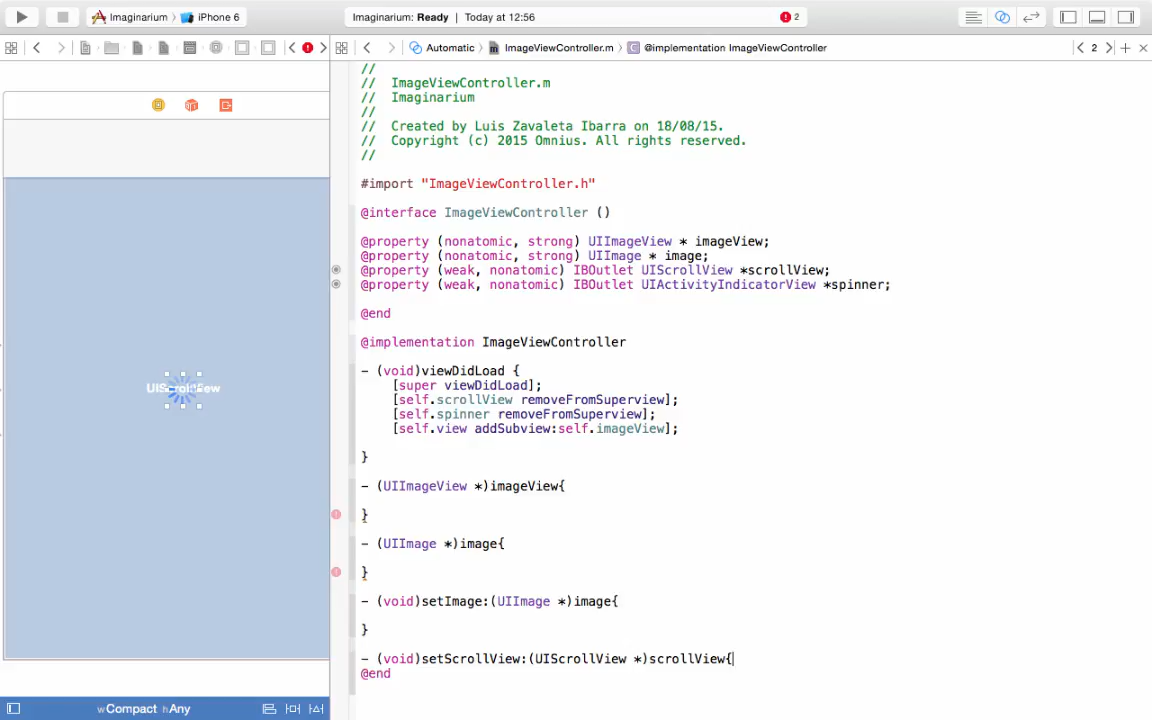 Imaginarium > iPhone 6
Imaginarium: Ready | Today at 12:56
2
Automatic > ImageViewController.m > @implementation ImageViewController
< 2 >
//
//  ImageViewController.m
//  Imaginarium
//
//  Created by Luis Zavaleta Ibarra on 18/08/15.
//  Copyright (c) 2015 Omnius. All rights reserved.
//
#import "ImageViewController.h"
@interface ImageViewController ()
@property (nonatomic, strong) UIImageView * imageView;
@property (nonatomic, strong) UIImage * image;
@property (weak, nonatomic) IBOutlet UIScrollView *scrollView;
@property (weak, nonatomic) IBOutlet UIActivityIndicatorView *spinner;
@end
@implementation ImageViewController
- (void)viewDidLoad {
    [super viewDidLoad];
    [self.scrollView removeFromSuperview];
    [self.spinner removeFromSuperview];
    [self.view addSubview:self.imageView];
}
- (UIImageView *)imageView{
}
- (UIImage *)image{
}
- (void)setImage:(UIImage *)image{
}
- (void)setScrollView:(UIScrollView *)scrollView{
@end
UIScrollView
wCompact hAny